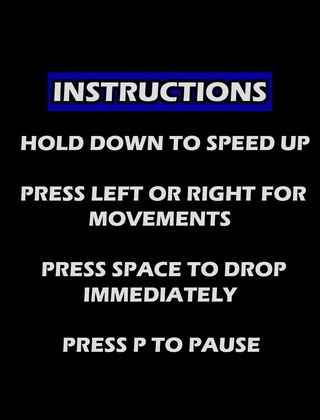 INSTRUCTIONS
HOLD DOWN TO SPEED UP
PRESS LEFT OR RIGHT FOR
MOVEMENTS
PRESS SPACE TO DROP
IMMEDIATELY
PRESS P TO PAUSE